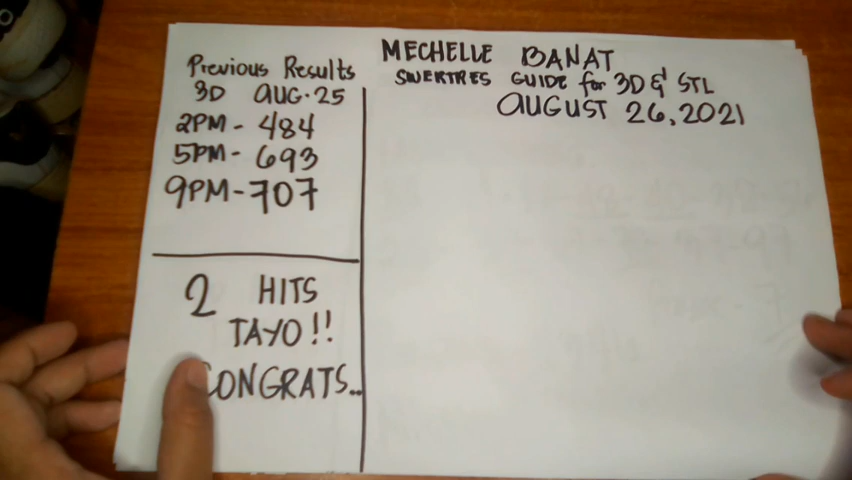 Previous Results
3D AUG.25
2PM - 484
5PM - 693
9PM - 707
2 HITS
TAYO!!
CONGRATS..
MECHELLE BANAT
SWERTRES GUIDE for 3D & STL
AUGUST 26, 2021